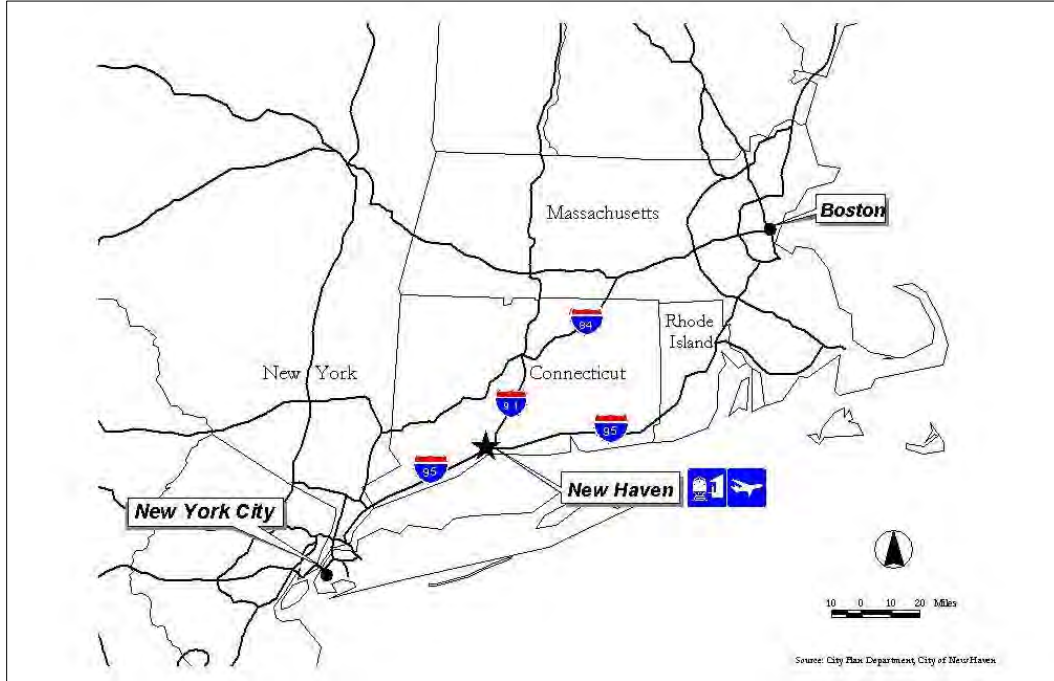 Boston
Massachusetts
84
Rhode
Island
New York
Connecticut
91
95
95
New Haven
New York City
10 0 10 20 Miles
Source: City Plan Department, City of New Haven